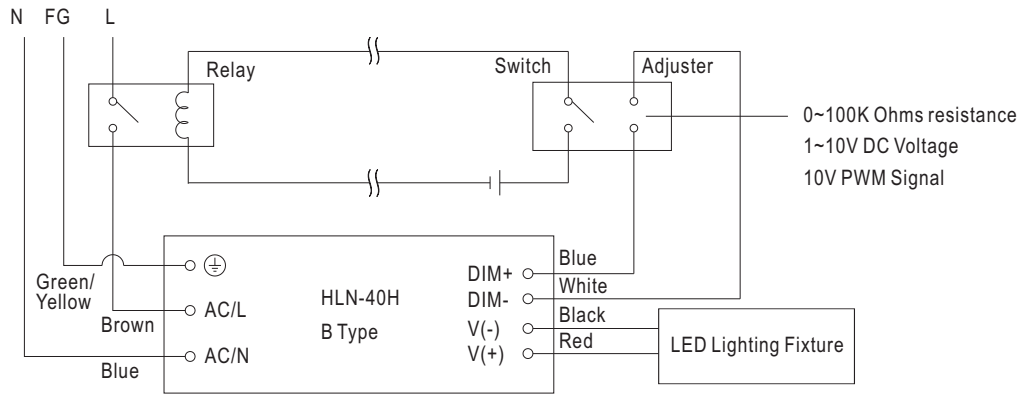 N FG L
Relay
Switch
Adjuster
0~100K Ohms resistance
1~10V DC Voltage
10V PWM Signal
Green/
Yellow
Brown
Blue
AC/L
AC/N
HLN-40H
B Type
DIM+
DIM-
V(-)
V(+)
Blue
White
Black
Red
LED Lighting Fixture